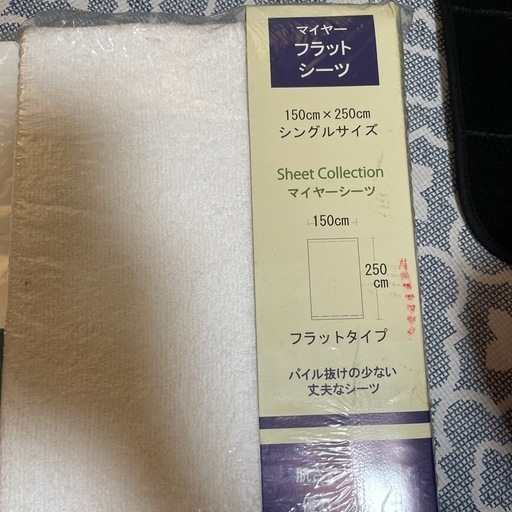 マイヤー
フラット
シーツ
150cm×250cm
シングルサイズ
Sheet Collection
マイヤーシーツ
150cm
250
cm
フラットタイプ
パイル抜けの少ない
丈夫なシーツ
肌